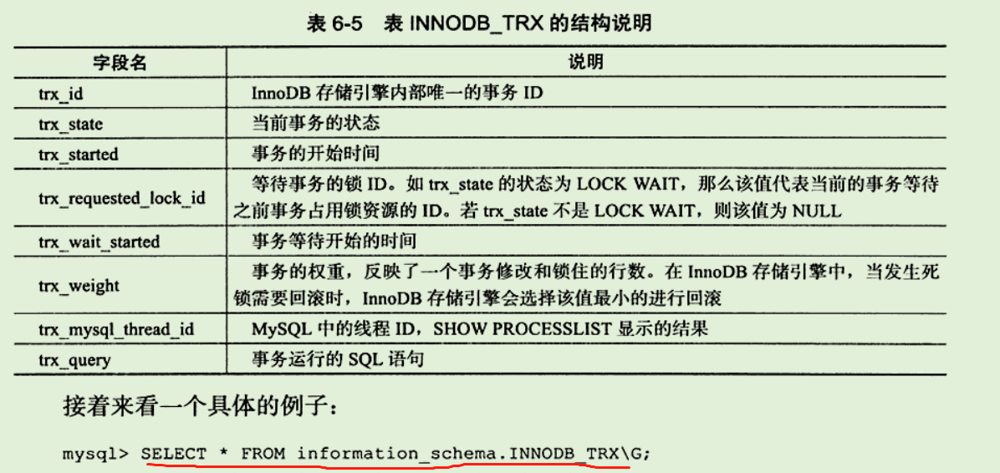 表 6-5 表 INNODB_TRX 的结构说明
字段名 说明
trx_id InnoDB 存储引擎内部唯一的事务 ID
trx_state 当前事务的状态
trx_started 事务的开始时间
trx_requested_lock_id 等待事务的锁 ID。如 trx_state 的状态为 LOCK WAIT，那么该值代表当前的事务等待
之前事务占用锁资源的 ID。若 trx_state 不是 LOCK WAIT，则该值为 NULL
trx_wait_started 事务等待开始的时间
trx_weight 事务的权重，反映了一个事务修改和锁住的行数。在 InnoDB 存储引擎中，当发生死
锁需要回滚时，InnoDB 存储引擎会选择该值最小的进行回滚
trx_mysql_thread_id MySQL 中的线程 ID，SHOW PROCESSLIST 显示的结果
trx_query 事务运行的 SQL 语句
接着来看一个具体的例子：
mysql> SELECT * FROM information_schema.INNODB_TRX\G;